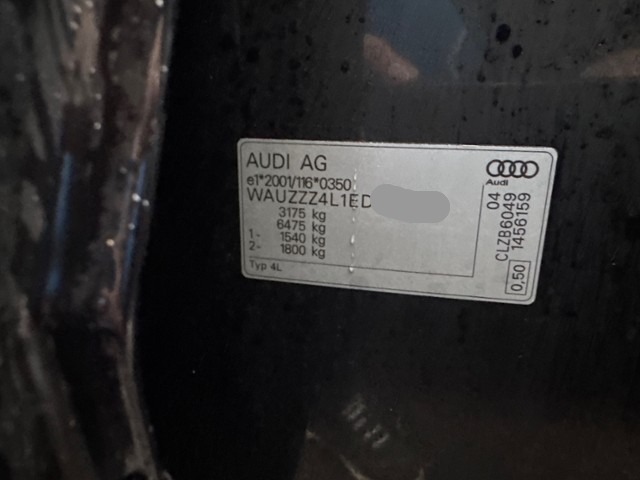 AUDI AG
e1*2001/116*0350
WAUZZZ4L1ED
3175 kg
6475 kg
1- 1540 kg
2- 1800 kg
Typ 4L
Audi
04
CLZB6049
1456159
0,50